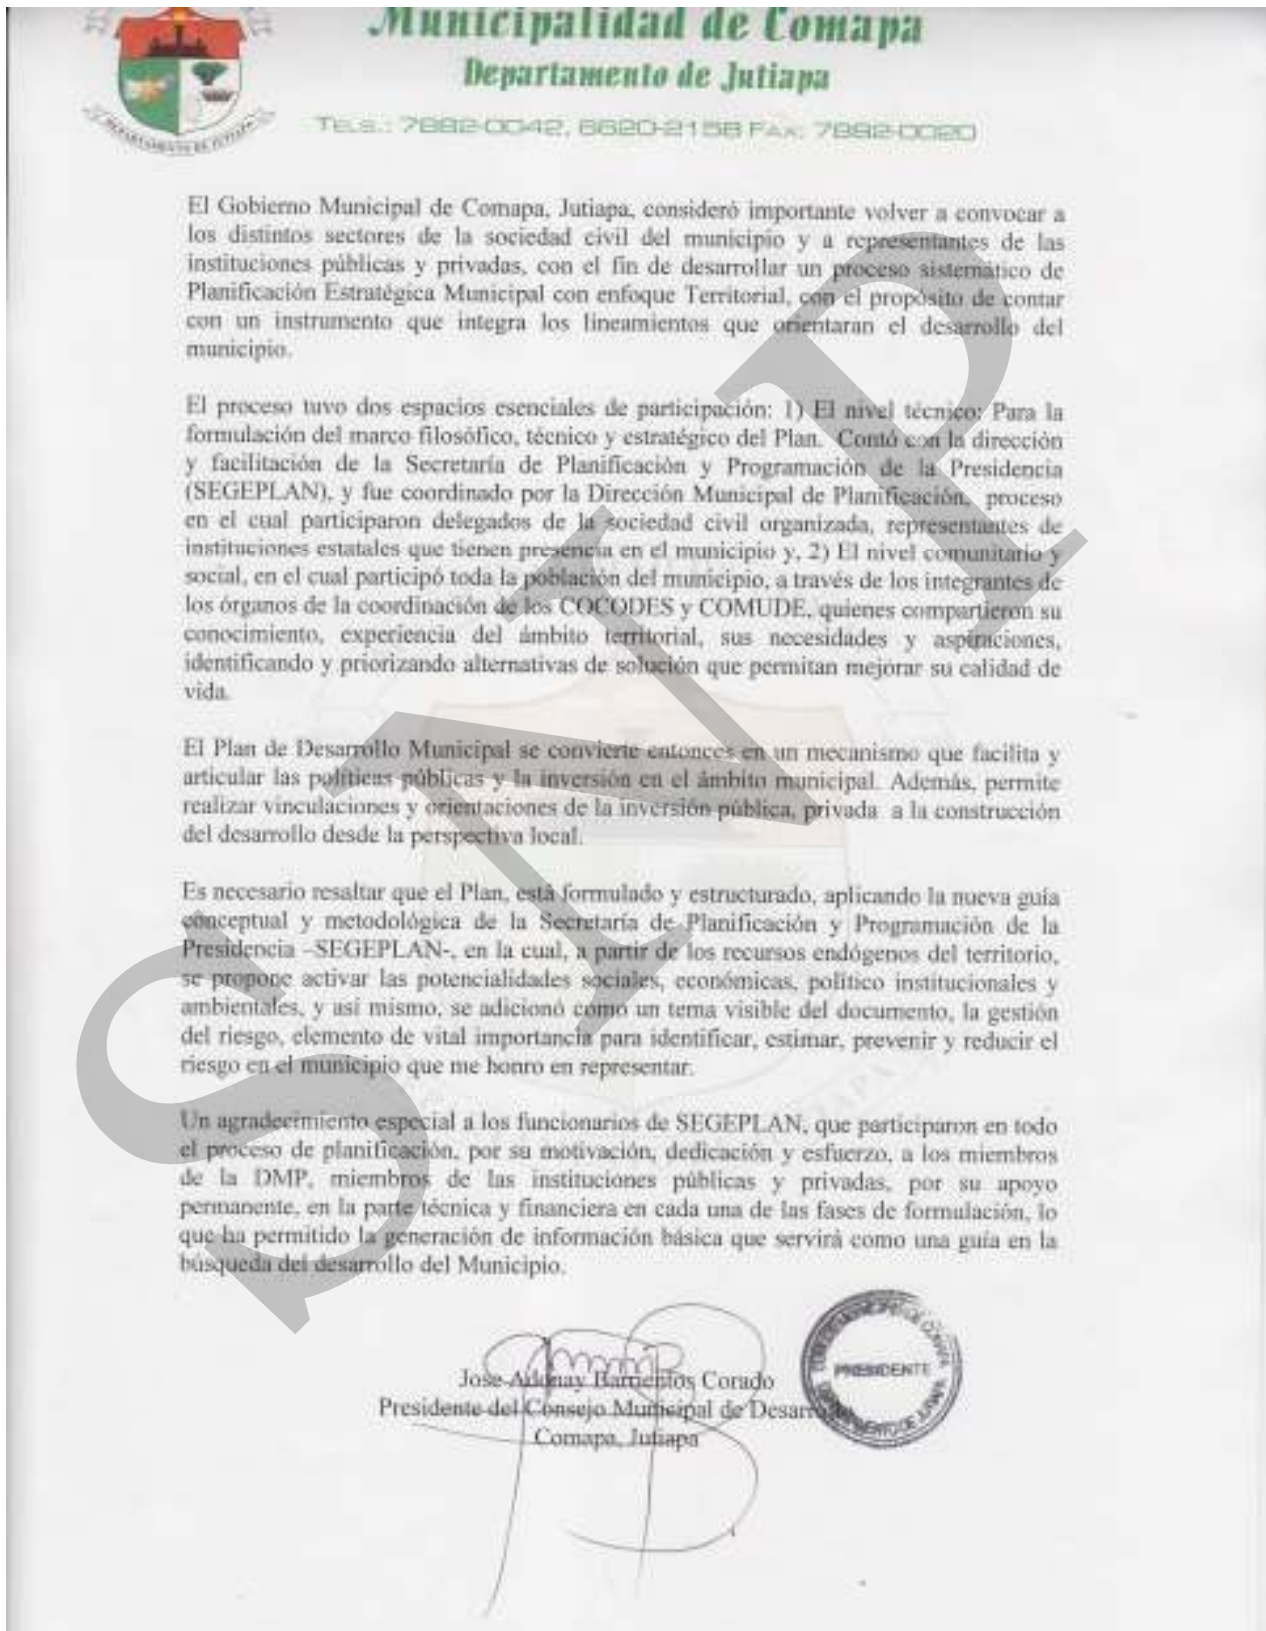 Municipalidad de Comapa
Departamento de Jutiapa
TELS.: 7882-0042, 6620-2158 FAX: 7882-0020
DEPARTAMENTO DE JUTIAPA
El Gobierno Municipal de Comapa, Jutiapa, consideró importante volver a convocar a
los distintos sectores de la sociedad civil del municipio y a representantes de las
instituciones públicas y privadas, con el fin de desarrollar un proceso sistemático de
Planificación Estratégica Municipal con enfoque Territorial, con el propósito de contar
con un instrumento que integra los lineamientos que orientaran el desarrollo del
municipio.
El proceso tuvo dos espacios esenciales de participación: 1) El nivel técnico: Para la
formulación del marco filosófico, técnico y estratégico del Plan. Contó con la dirección
y facilitación de la Secretaría de Planificación y Programación de la Presidencia
(SEGEPLAN), y fue coordinado por la Dirección Municipal de Planificación, proceso
en el cual participaron delegados de la sociedad civil organizada, representantes de
instituciones estatales que tienen presencia en el municipio y, 2) El nivel comunitario y
social, en el cual participó toda la población del municipio, a través de los integrantes de
los órganos de la coordinación de los COCODES y COMUDE, quienes compartieron su
conocimiento, experiencia del ámbito territorial, sus necesidades y aspiraciones,
identificando y priorizando alternativas de solución que permitan mejorar su calidad de
vida.
El Plan de Desarrollo Municipal se convierte entonces en un mecanismo que facilita y
articular las políticas públicas y la inversión en el ámbito municipal. Además, permite
realizar vinculaciones y orientaciones de la inversión pública, privada a la construcción
del desarrollo desde la perspectiva local.
Es necesario resaltar que el Plan, está formulado y estructurado, aplicando la nueva guía
conceptual y metodológica de la Secretaría de Planificación y Programación de la
Presidencia –SEGEPLAN-, en la cual, a partir de los recursos endógenos del territorio,
se propone activar las potencialidades sociales, económicas, político institucionales y
ambientales, y así mismo, se adicionó como un tema visible del documento, la gestión
del riesgo, elemento de vital importancia para identificar, estimar, prevenir y reducir el
riesgo en el municipio que me honro en representar.
Un agradecimiento especial a los funcionarios de SEGEPLAN, que participaron en todo
el proceso de planificación, por su motivación, dedicación y esfuerzo, a los miembros
de la DMP, miembros de las instituciones públicas y privadas, por su apoyo
permanente, en la parte técnica y financiera en cada una de las fases de formulación, lo
que ha permitido la generación de información básica que servirá como una guía en la
búsqueda del desarrollo del Municipio.
Jose Adonay Barrientos Corado
Presidente del Consejo Municipal de Desarrollo
Comapa, Jutiapa
PRESIDENTE
SNYP